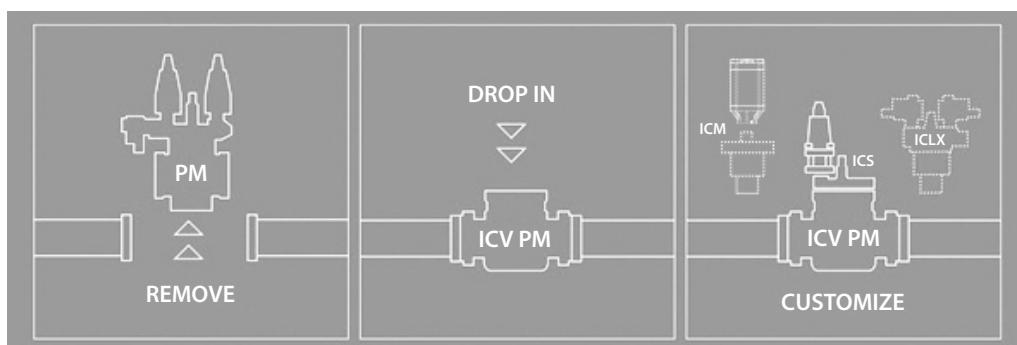 PM
REMOVE
DROP IN
ICV PM
ICM
ICS
ICLX
ICV PM
CUSTOMIZE